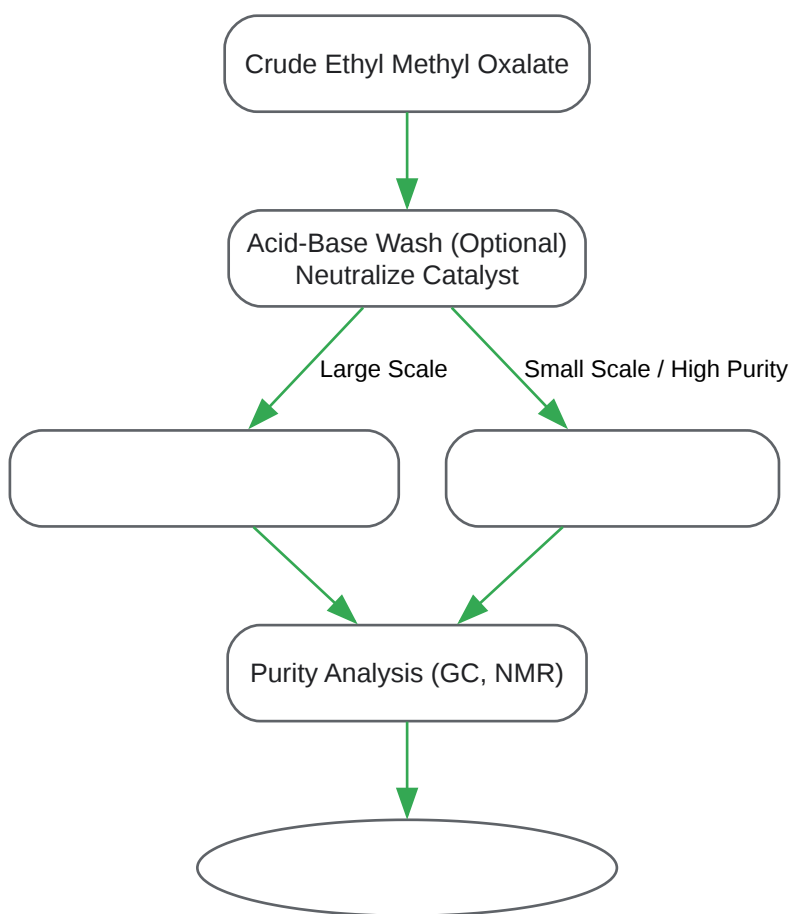 Crude Ethyl Methyl Oxalate
Acid-Base Wash (Optional)
Neutralize Catalyst
Large Scale
Small Scale / High Purity
Purity Analysis (GC, NMR)